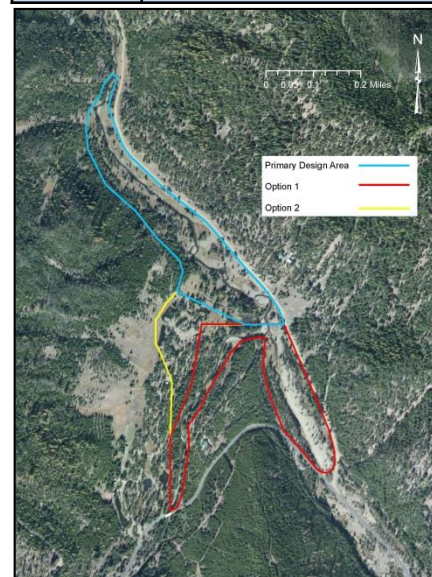 N
0 0.05 0.1 0.2 Miles
Primary Design Area
Option 1
Option 2